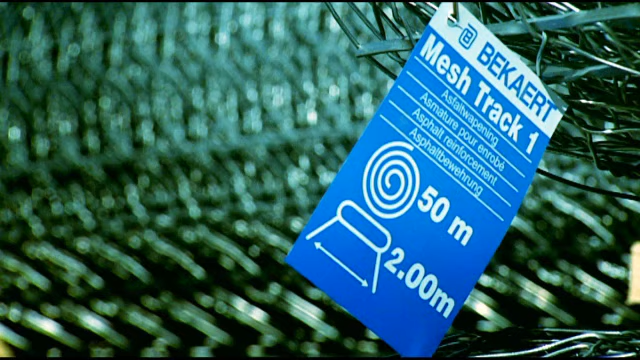 BEKAERT
Mesh Track 1
Asfaltwapening
Asmature pour enrobé
Asphalt reinforcement
Asphaltbewehrung
50 m
2.00m